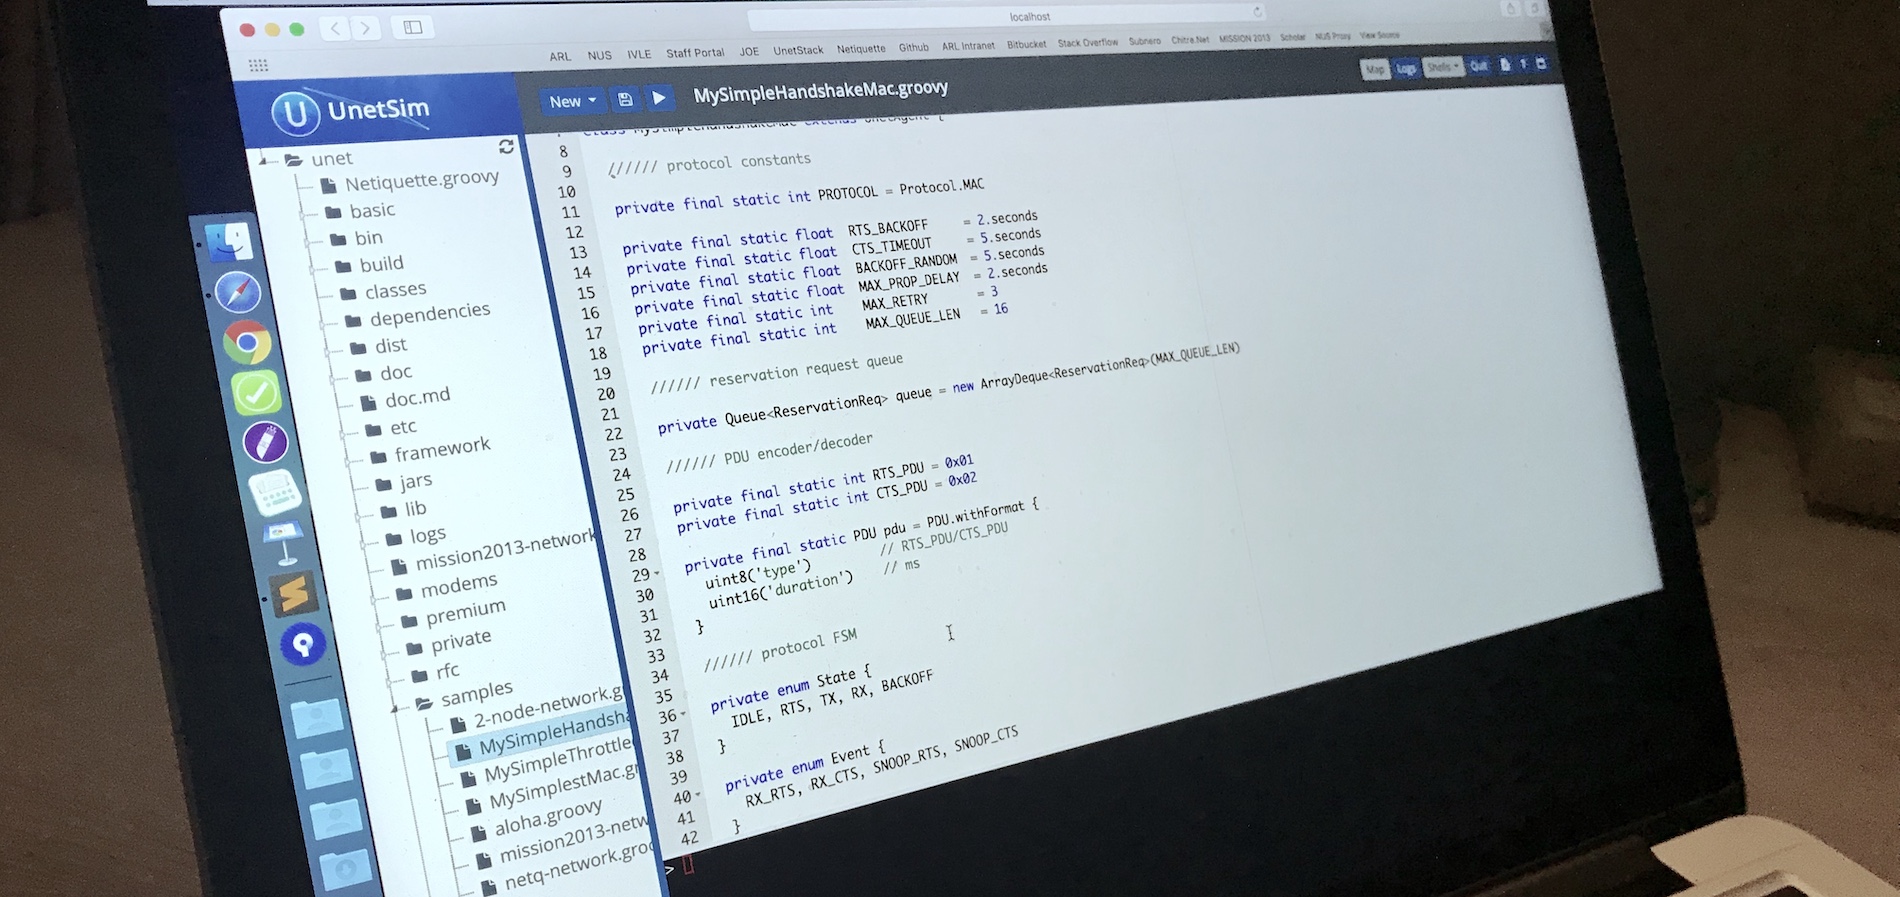 localhost
ARL NUS IVLE Staff Portal JOE UnetStack Netiquette Github ARL Intranet Bitbucket Stack Overflow Subnero Chitre.Net MISSION 2013 Scholar NUS Proxy View Source
UnetSim
New MySimpleHandshakeMac.groovy Map Logs Shells Quit
unet
Netiquette.groovy
basic
bin
build
classes
dependencies
dist
doc
doc.md
etc
framework
jars
lib
logs
mission2013-network
modems
premium
private
rfc
samples
2-node-network.g
MySimpleHandsha
MySimpleThrottle
MySimplestMac.gr
aloha.groovy
mission2013-netw
netq-network.groo
class MySimpleHandshakeMac extends UnetAgent {
8
9 ////// protocol constants
10
11 private final static int PROTOCOL = Protocol.MAC
12
13 private final static float RTS_BACKOFF = 2.seconds
14 private final static float CTS_TIMEOUT = 5.seconds
15 private final static float BACKOFF_RANDOM = 5.seconds
16 private final static float MAX_PROP_DELAY = 2.seconds
17 private final static int MAX_RETRY = 3
18 private final static int MAX_QUEUE_LEN = 16
19
20 ////// reservation request queue
21
22 private Queue<ReservationReq> queue = new ArrayDeque<ReservationReq>(MAX_QUEUE_LEN)
23
24 ////// PDU encoder/decoder
25
26 private final static int RTS_PDU = 0x01
27 private final static int CTS_PDU = 0x02
28
29 private final static PDU pdu = PDU.withFormat {
30 uint8('type') // RTS_PDU/CTS_PDU
31 uint16('duration') // ms
32 }
33
34 ////// protocol FSM
35
36 private enum State {
37 IDLE, RTS, TX, RX, BACKOFF
38 }
39
40 private enum Event {
41 RX_RTS, RX_CTS, SNOOP_RTS, SNOOP_CTS
42 }
>